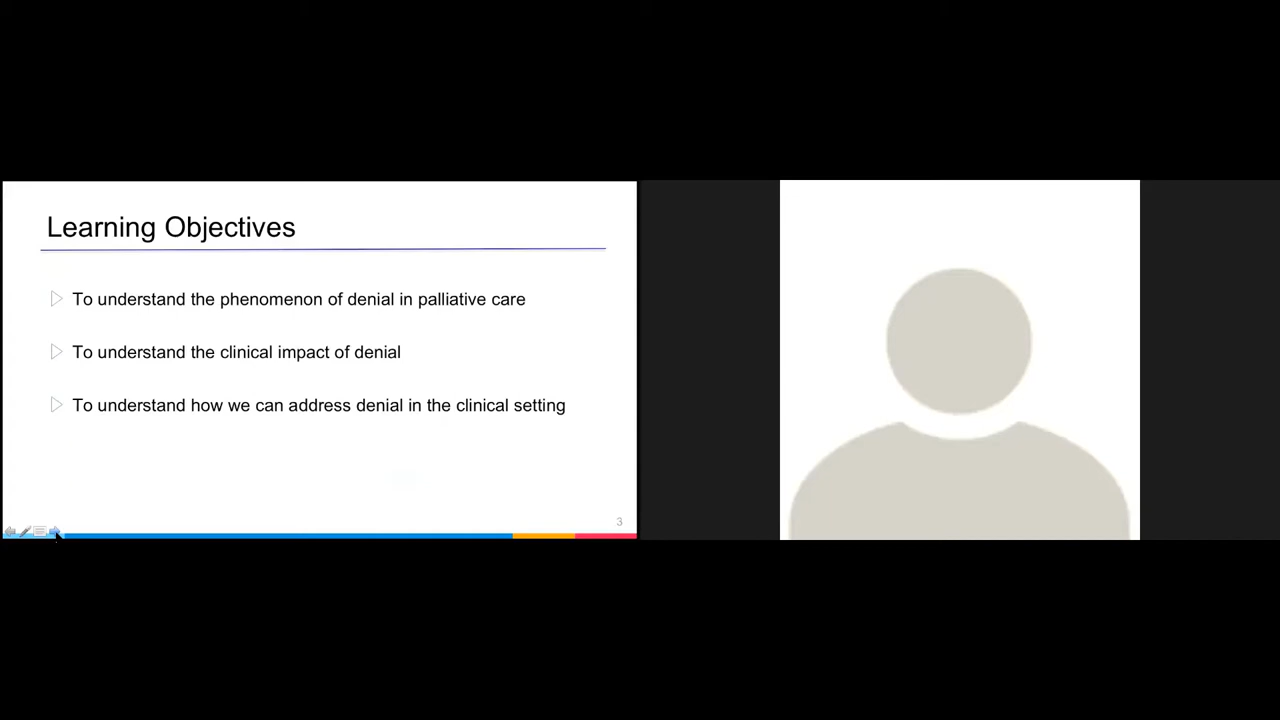 Learning Objectives
To understand the phenomenon of denial in palliative care
To understand the clinical impact of denial
To understand how we can address denial in the clinical setting
3